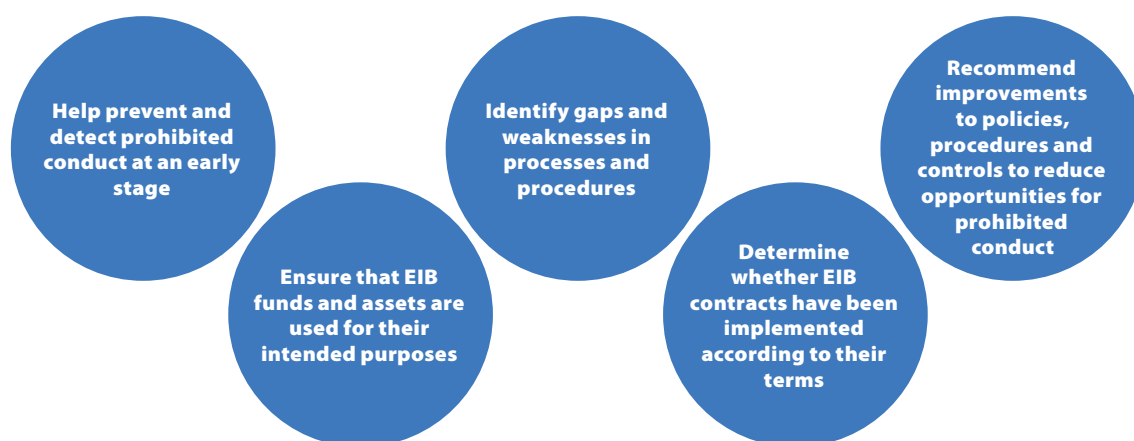 Help prevent and
detect prohibited
conduct at an early
stage
Ensure that EIB
funds and assets are
used for their
intended purposes
Identify gaps and
weaknesses in
processes and
procedures
Determine
whether EIB
contracts have been
implemented
according to their
terms
Recommend
improvements
to policies,
procedures and
controls to reduce
opportunities for
prohibited
conduct